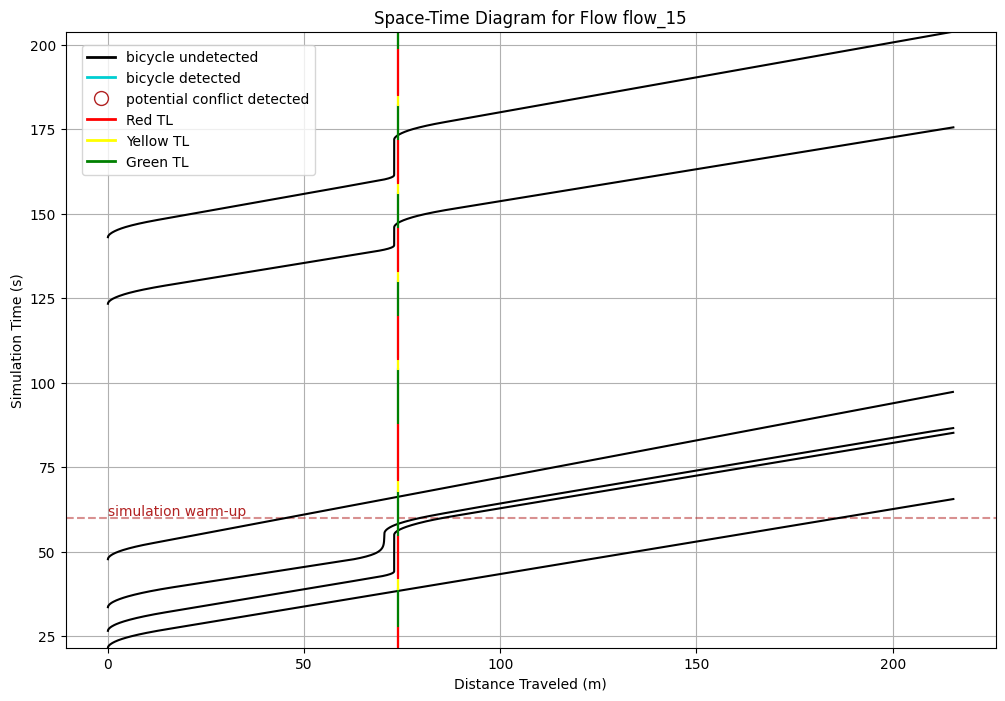 Space-Time Diagram for Flow flow_15
bicycle undetected
bicycle detected
potential conflict detected
Red TL
Yellow TL
Green TL
simulation warm-up
Simulation Time (s)
200
175
150
125
100
75
50
25
0
50
100
150
200
Distance Traveled (m)